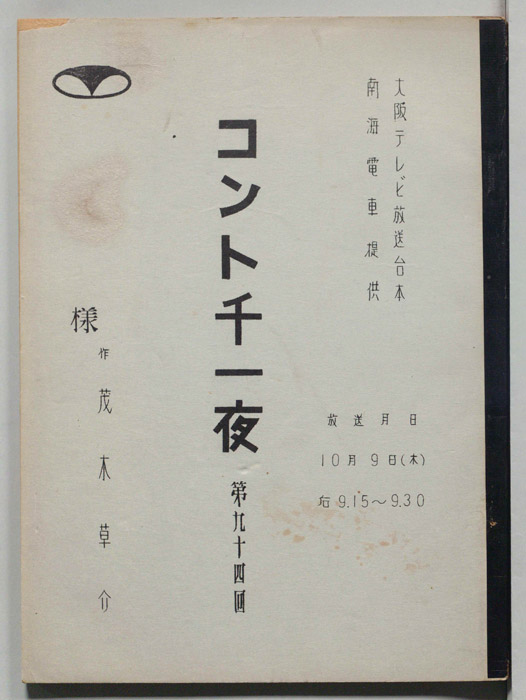 大阪テレビ放送台本
南海電車提供
放送月日
10月9日(木)
后9.15～9.30
コント千一夜 第九十四回
作 茂木草介
様